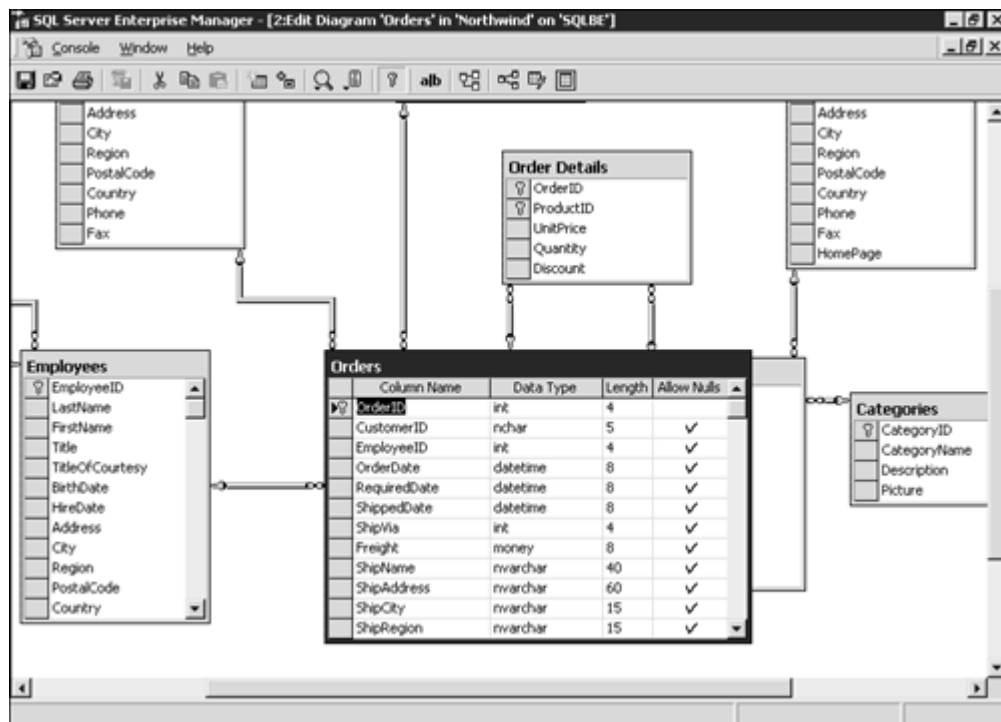 SQL Server Enterprise Manager - [2:Edit Diagram 'Orders' in 'Northwind' on 'SQLBE']
Console Window Help
alb
Address
City
Region
PostalCode
Country
Phone
Fax
Order Details
OrderID
ProductID
UnitPrice
Quantity
Discount
Address
City
Region
PostalCode
Country
Phone
Fax
HomePage
Employees
EmployeeID
LastName
FirstName
Title
TitleOfCourtesy
BirthDate
HireDate
Address
City
Region
PostalCode
Country
Orders
Column Name Data Type Length Allow Nulls
OrderID int 4
CustomerID nchar 5
EmployeeID int 4
OrderDate datetime 8
RequiredDate datetime 8
ShippedDate datetime 8
ShipVia int 4
Freight money 8
ShipName nvarchar 40
ShipAddress nvarchar 60
ShipCity nvarchar 15
ShipRegion nvarchar 15
Categories
CategoryID
CategoryName
Description
Picture